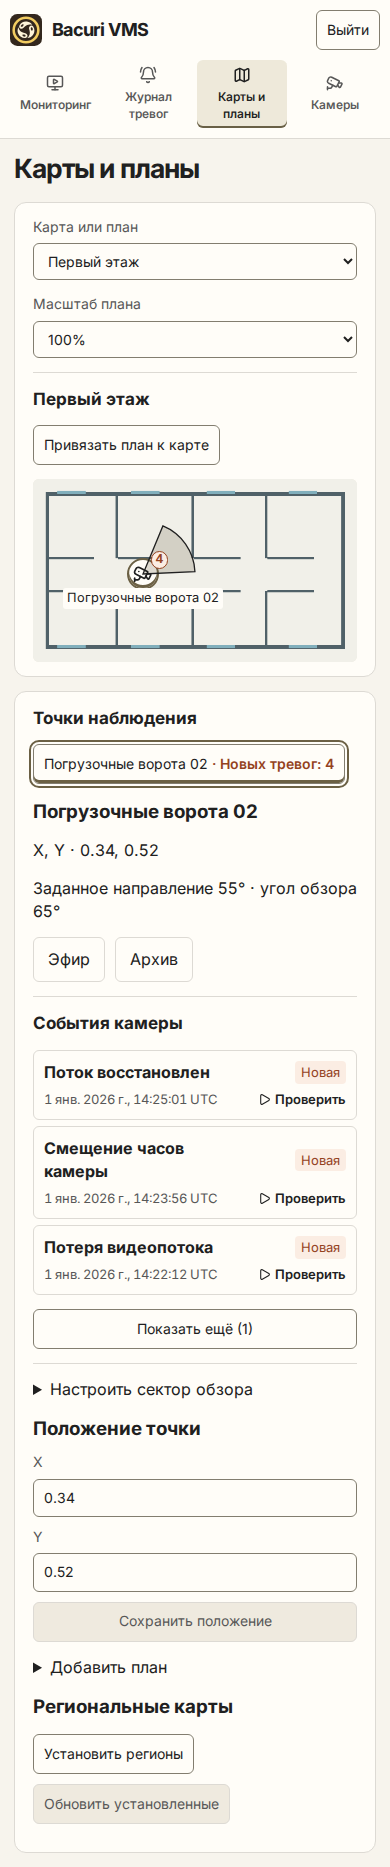 Bacuri VMS
Выйти
Мониторинг
Журнал
тревог
Карты и
планы
Камеры
Карты и планы
Карта или план
Первый этаж
Масштаб плана
100%
Первый этаж
Привязать план к карте
4
Погрузочные ворота 02
Точки наблюдения
Погрузочные ворота 02 · Новых тревог: 4
Погрузочные ворота 02
X, Y · 0.34, 0.52
Заданное направление 55° · угол обзора
65°
Эфир
Архив
События камеры
Поток восстановлен
Новая
1 янв. 2026 г., 14:25:01 UTC
Проверить
Смещение часов
камеры
Новая
1 янв. 2026 г., 14:23:56 UTC
Проверить
Потеря видеопотока
Новая
1 янв. 2026 г., 14:22:12 UTC
Проверить
Показать ещё (1)
Настроить сектор обзора
Положение точки
X
0.34
Y
0.52
Сохранить положение
Добавить план
Региональные карты
Установить регионы
Обновить установленные